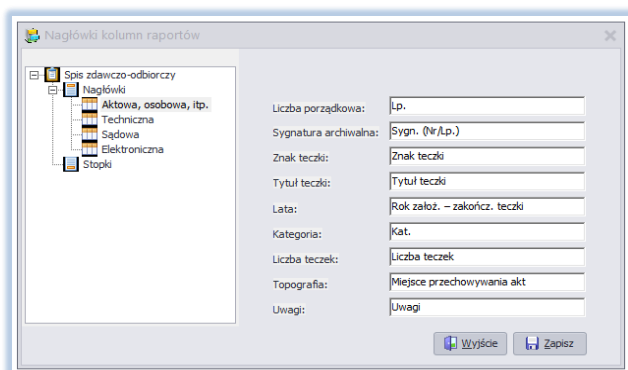 Nagłówki kolumn raportów
Spis zdawczo-odbiorczy
Nagłówki
Aktowa, osobowa, itp.
Techniczna
Sądowa
Elektroniczna
Stopki
Liczba porządkowa: Lp.
Sygnatura archiwalna: Sygn. (Nr/Lp.)
Znak teczki: Znak teczki
Tytuł teczki: Tytuł teczki
Lata: Rok założ. – zakończ. teczki
Kategoria: Kat.
Liczba teczek: Liczba teczek
Topografia: Miejsce przechowywania akt
Uwagi: Uwagi
Wyjście Zapisz